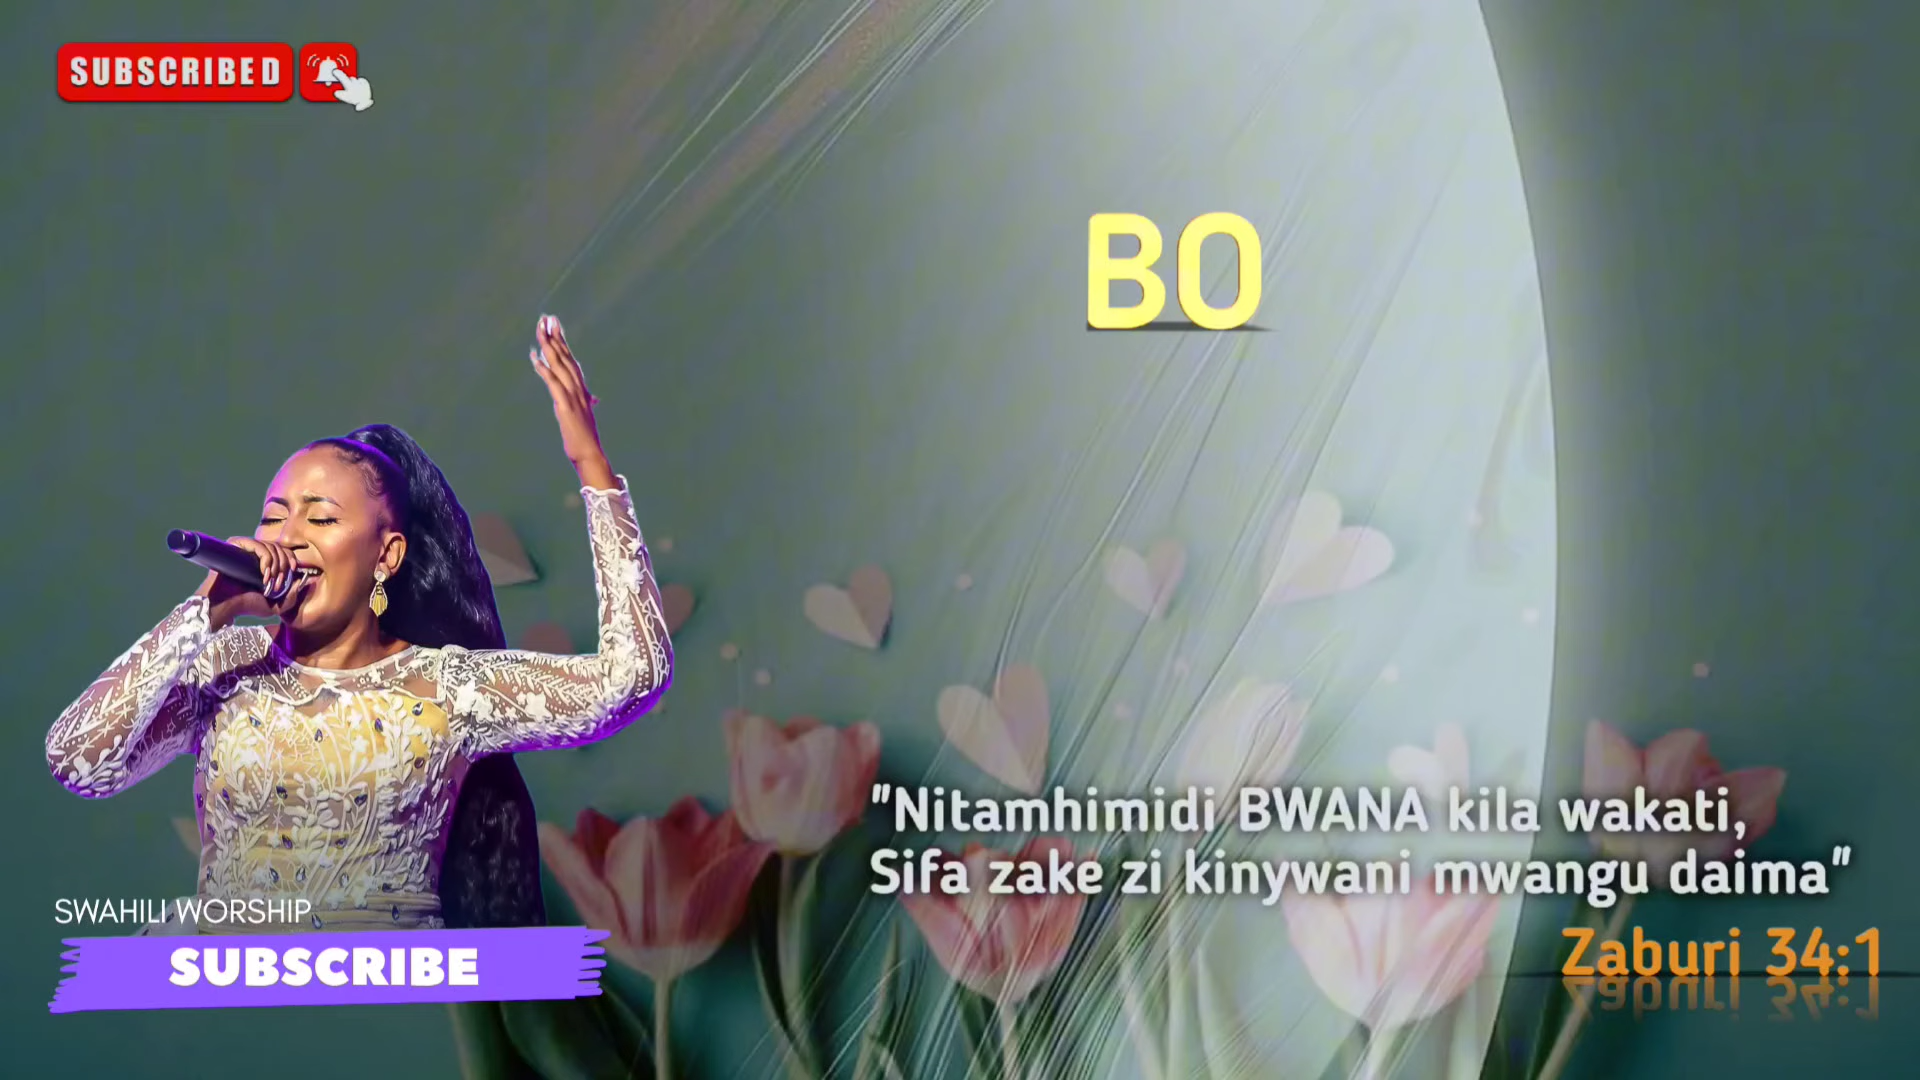 SUBSCRIBED
BO
"Nitamhimidi BWANA kila wakati,
Sifa zake zi kinywani mwangu daima"
Zaburi 34:1
SWAHILI WORSHIP
SUBSCRIBE